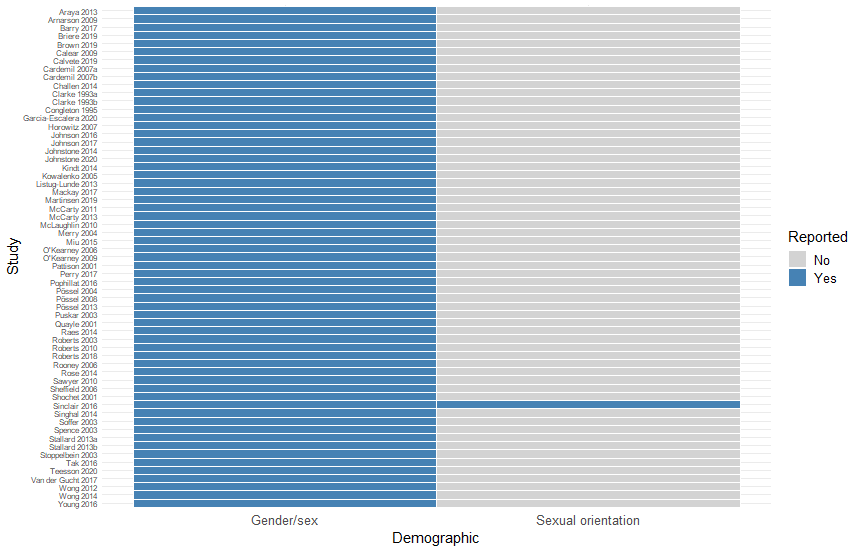 Araya 2013
Arnarson 2009
Barry 2017
Briere 2019
Brown 2019
Calear 2009
Calvete 2019
Cardemil 2007a
Cardemil 2007b
Challen 2014
Clarke 1993a
Clarke 1993b
Congleton 1995
Garcia-Escalera 2020
Horowitz 2007
Johnson 2016
Johnson 2017
Johnstone 2014
Johnstone 2020
Kindt 2014
Kowalenko 2005
Listug-Lunde 2013
Mackay 2017
Martinsen 2019
McCarty 2011
McCarty 2013
McLaughlin 2010
Merry 2004
Miu 2015
O'Kearney 2006
O'Kearney 2009
Pattison 2001
Perry 2017
Pophillat 2016
Pössel 2004
Pössel 2008
Pössel 2013
Puskar 2003
Quayle 2001
Raes 2014
Roberts 2003
Roberts 2010
Roberts 2018
Rooney 2006
Rose 2014
Sawyer 2010
Sheffield 2006
Shochet 2001
Sinclair 2016
Singhal 2014
Soffer 2003
Spence 2003
Stallard 2013a
Stallard 2013b
Stoppelbein 2003
Tak 2016
Teesson 2020
Van der Gucht 2017
Wong 2012
Wong 2014
Young 2016
Study
Gender/sex
Sexual orientation
Demographic
Reported
No
Yes